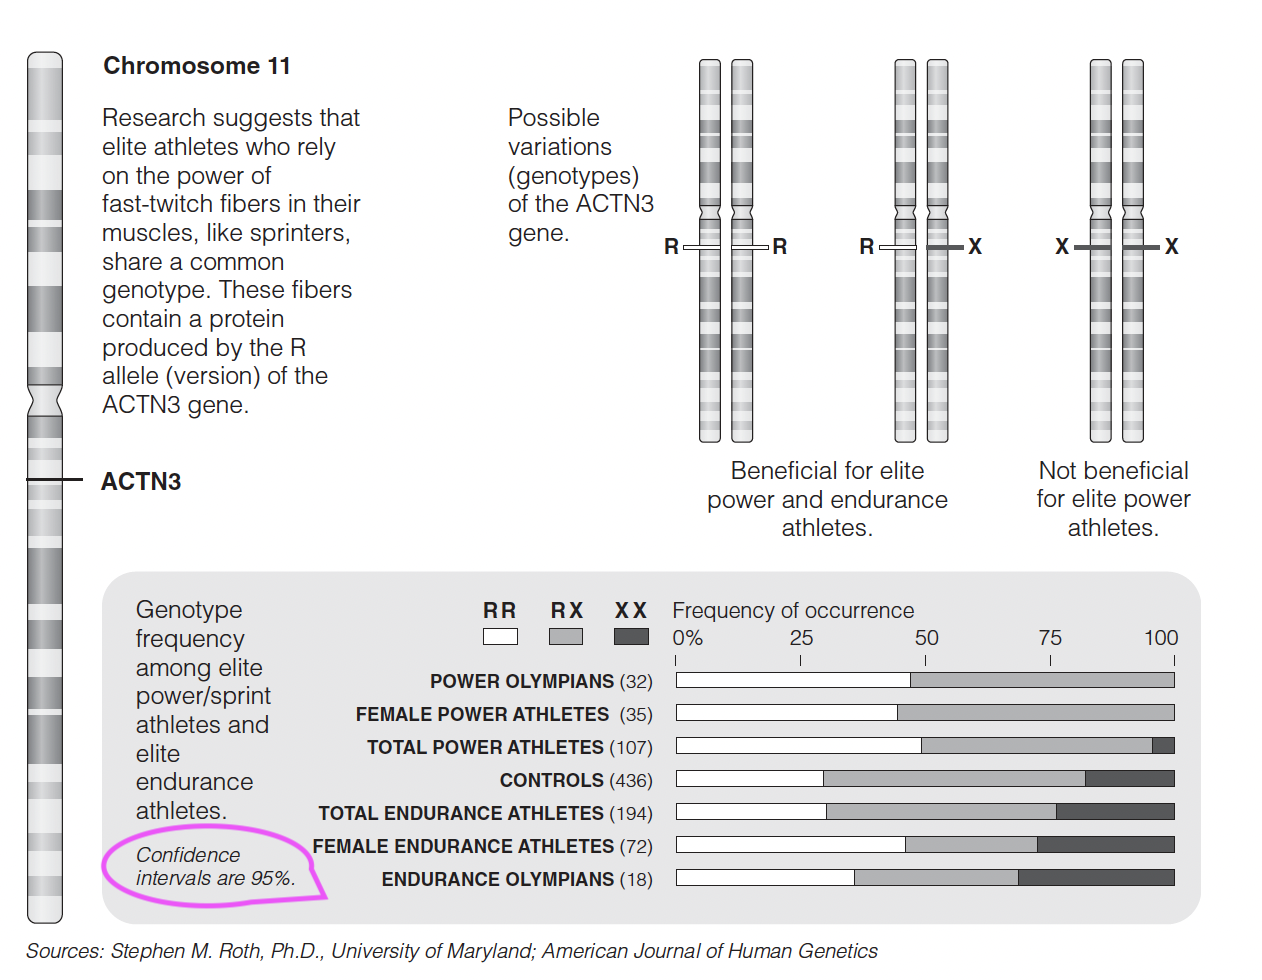 Chromosome 11
Research suggests that
elite athletes who rely
on the power of
fast-twitch fibers in their
muscles, like sprinters,
share a common
genotype. These fibers
contain a protein
produced by the R
allele (version) of the
ACTN3 gene.
ACTN3
Possible
variations
(genotypes)
of the ACTN3
gene.
R R R X X X
Beneficial for elite
power and endurance
athletes.
Not beneficial
for elite power
athletes.
Genotype
frequency
among elite
power/sprint
athletes and
elite
endurance
athletes.
Confidence
intervals are 95%.
RR RX XX
Frequency of occurrence
0% 25 50 75 100
POWER OLYMPIANS (32)
FEMALE POWER ATHLETES (35)
TOTAL POWER ATHLETES (107)
CONTROLS (436)
TOTAL ENDURANCE ATHLETES (194)
FEMALE ENDURANCE ATHLETES (72)
ENDURANCE OLYMPIANS (18)
Sources: Stephen M. Roth, Ph.D., University of Maryland; American Journal of Human Genetics